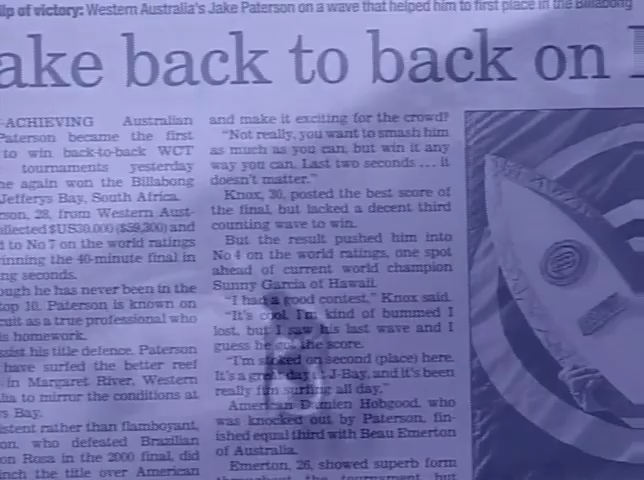 lip of victory: Western Australia's Jake Paterson on a wave that helped him to first place in the Billabong
ake back to back on
ACHIEVING Australian
Paterson became the first
to win back-to-back WCT
tournaments yesterday
he again won the Billabong
Jefferys Bay, South Africa.
rson, 28, from Western Aust-
llected $US30,000 ($59,300) and
d to No 7 on the world ratings
inning the 40-minute final in
ng seconds.
ough he has never been in the
top 10, Paterson is known on
cuit as a true professional who
is homework.
ssist his title defence, Paterson
have surfed the better reef
in Margaret River, Western
lia to mirror the conditions at
ys Bay.
istent rather than flamboyant,
on, who defeated Brazilian
on Rosa in the 2000 final, did
inch the title over American
and make it exciting for the crowd?
"Not really, you want to smash him
as much as you can, but win it any
way you can. Last two seconds ... it
doesn't matter."
Knox, 30, posted the best score of
the final, but lacked a decent third
counting wave to win.
But the result pushed him into
No 4 on the world ratings, one spot
ahead of current world champion
Sunny Garcia of Hawaii.
"I had a good contest," Knox said.
"It's cool. I'm kind of bummed I
lost, but I saw his last wave and I
guess he got the score.
"I'm stoked on second (place) here.
It's a great day at J-Bay, and it's been
really fun surfing all day."
American Damien Hobgood, who
was knocked out by Paterson, fin-
ished equal third with Beau Emerton
of Australia.
Emerton, 26, showed superb form
throughout the tournament but